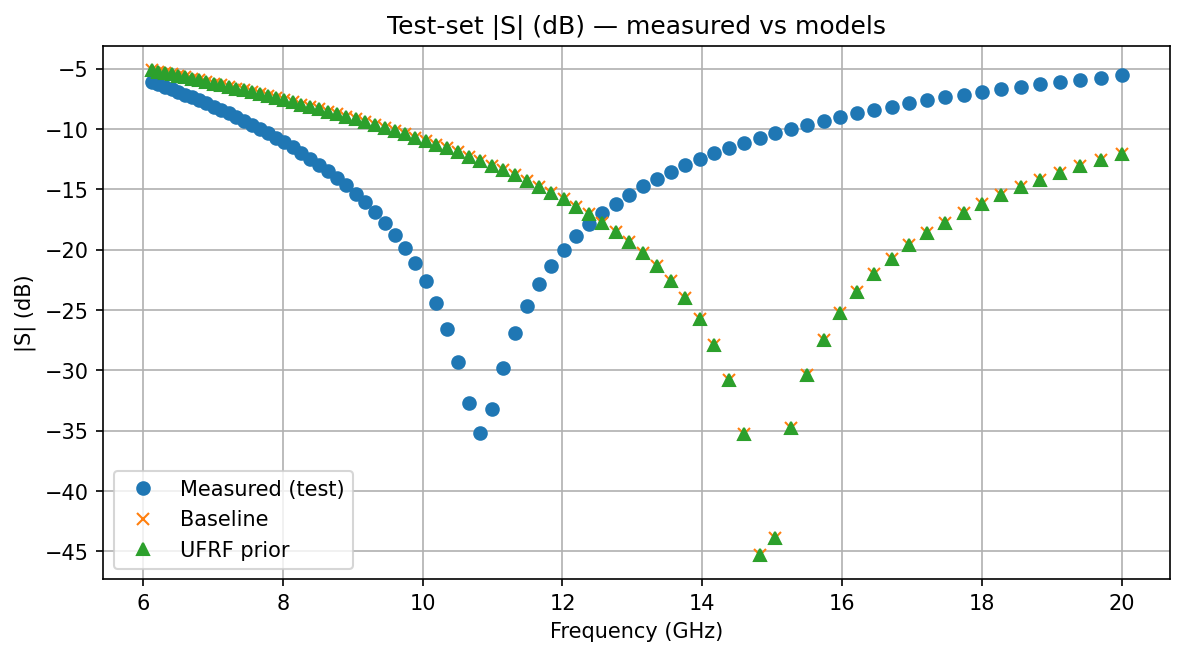 Test-set |S| (dB) — measured vs models
−5
−10
−15
−20
−25
−30
−35
−40
−45
|S| (dB)
Measured (test)
Baseline
UFRF prior
6 8 10 12 14 16 18 20
Frequency (GHz)